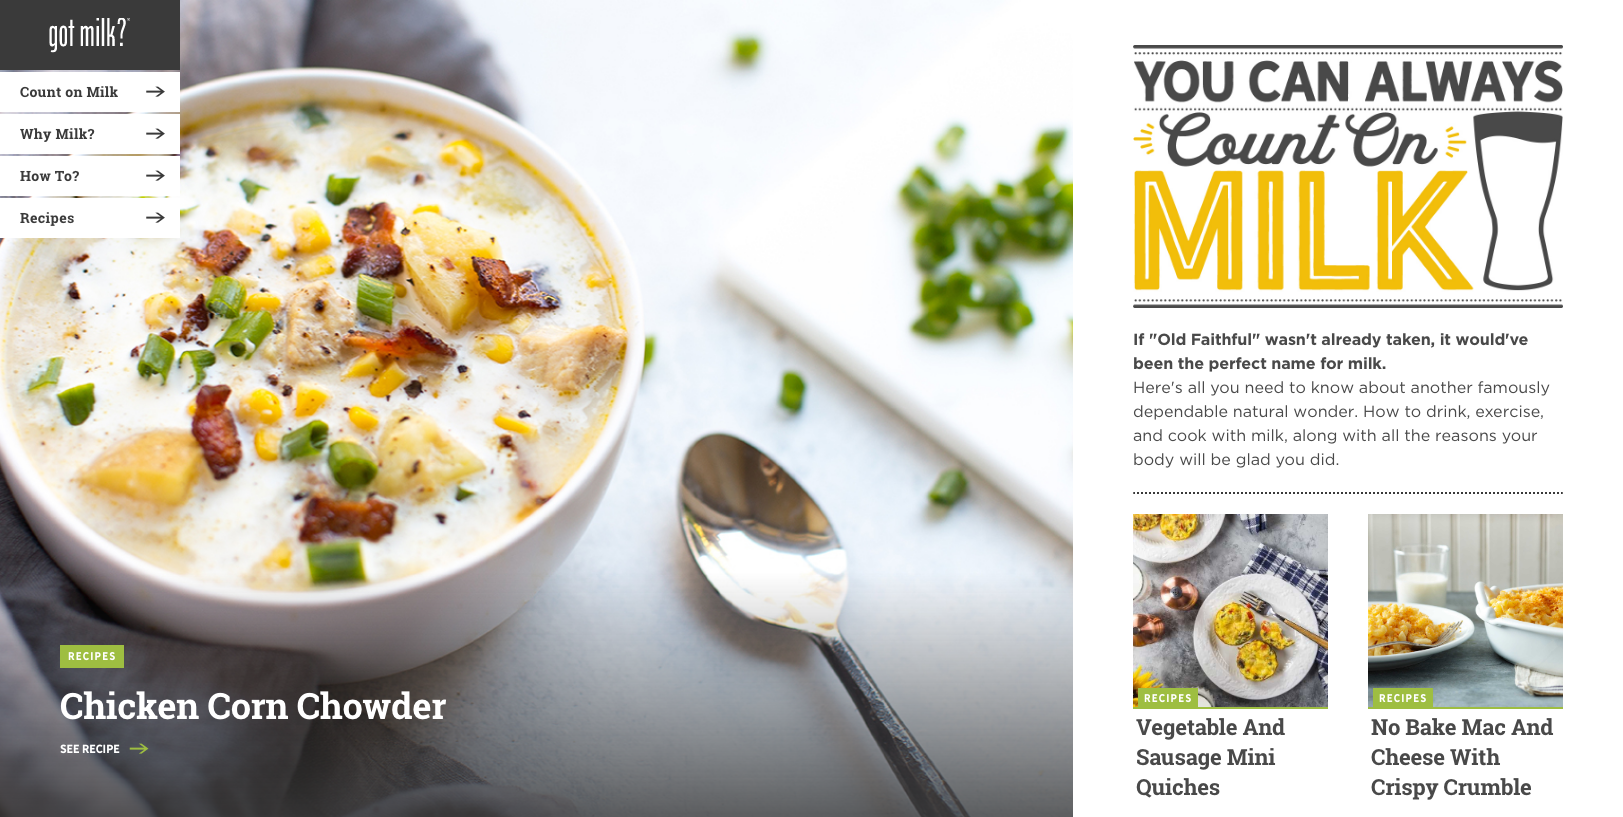 got milk?
Count on Milk
Why Milk?
How To?
Recipes
RECIPES
Chicken Corn Chowder
SEE RECIPE
YOU CAN ALWAYS
Count On
MILK
If "Old Faithful" wasn't already taken, it would've
been the perfect name for milk.
Here's all you need to know about another famously
dependable natural wonder. How to drink, exercise,
and cook with milk, along with all the reasons your
body will be glad you did.
RECIPES
Vegetable And
Sausage Mini
Quiches
RECIPES
No Bake Mac And
Cheese With
Crispy Crumble